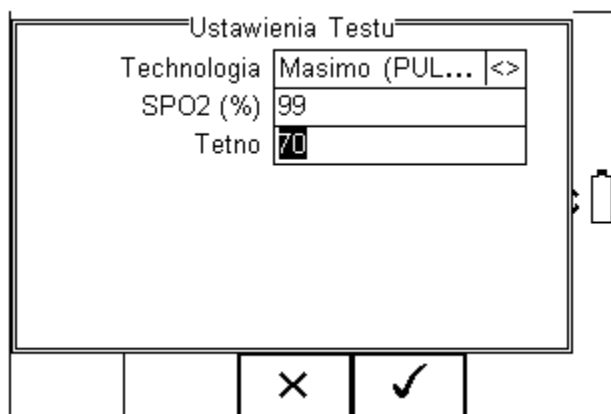 Ustawienia Testu
Technologia Masimo (PUL... <>
SPO2 (%) 99
Tetno 70